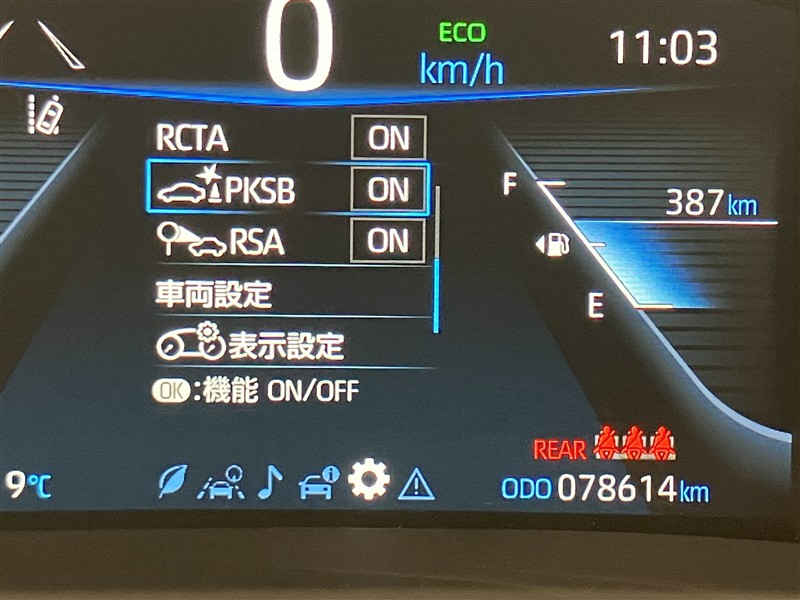 0
ECO
km/h
11:03
RCTA ON
PKSB ON
RSA ON
車両設定
表示設定
OK:機能 ON/OFF
F
387km
E
REAR
9℃
ODO 078614km